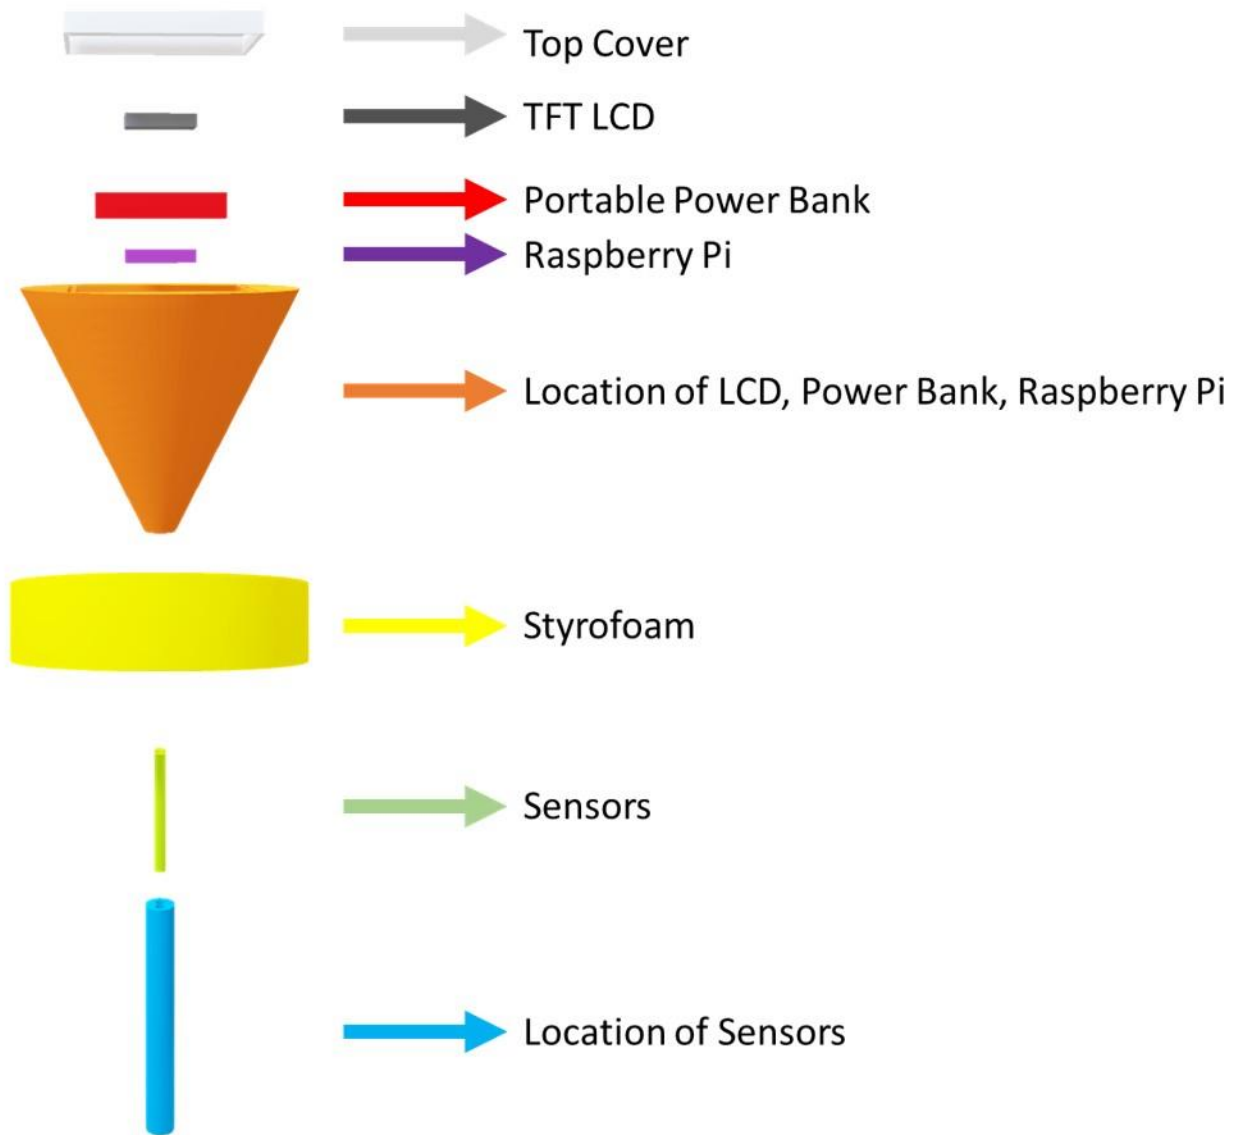 Top Cover
TFT LCD
Portable Power Bank
Raspberry Pi
Location of LCD, Power Bank, Raspberry Pi
Styrofoam
Sensors
Location of Sensors